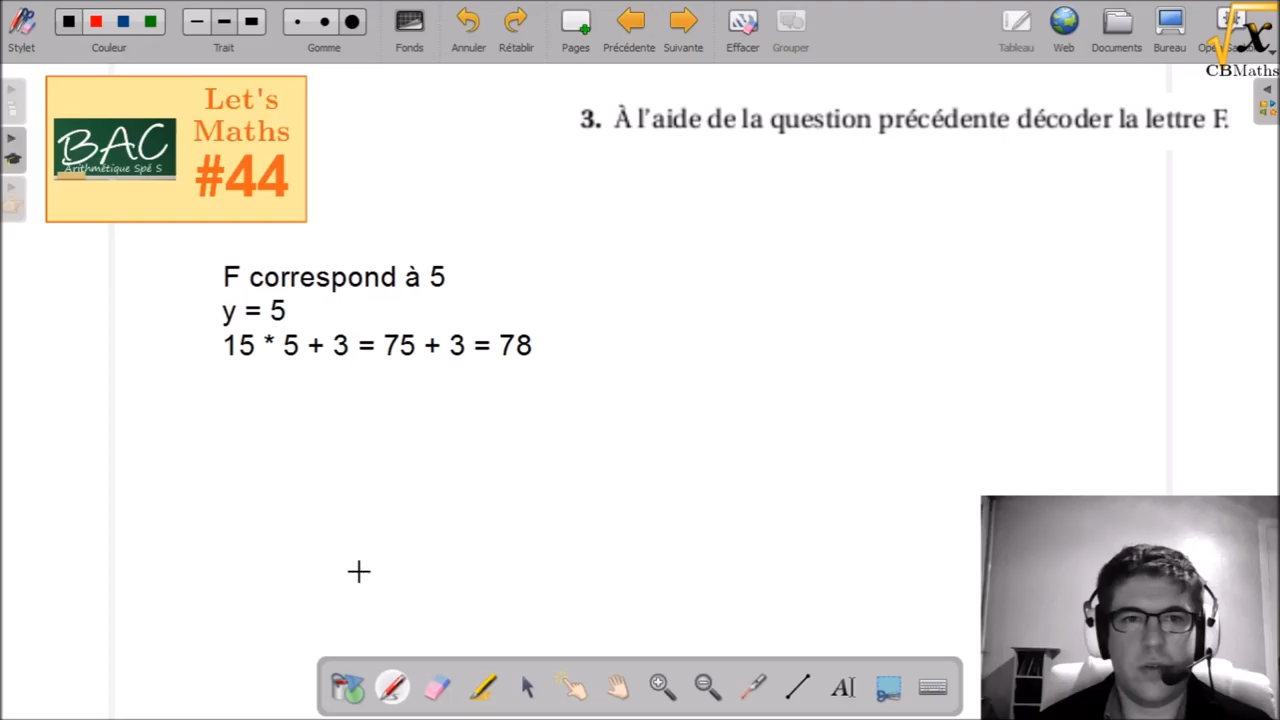 Stylet
Couleur
Trait
Gomme
Fonds
Annuler
Rétablir
Pages
Précédente
Suivante
Effacer
Grouper
Tableau
Web
Documents
Bureau
CBMaths
BAC
Arithmétique Spé S
Let's
Maths
#44
3. À l'aide de la question précédente décoder la lettre F.
F correspond à 5
y = 5
15 * 5 + 3 = 75 + 3 = 78
AI